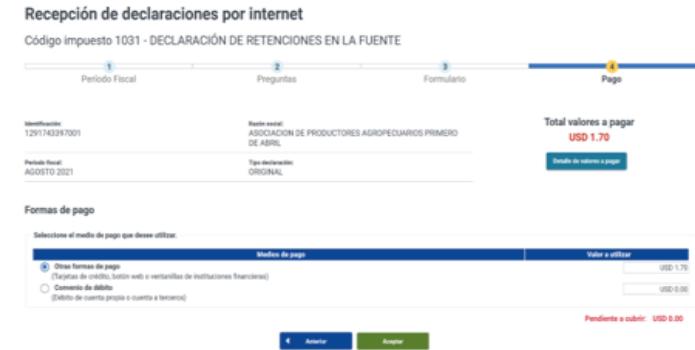 Recepción de declaraciones por internet
Código impuesto 1031 - DECLARACIÓN DE RETENCIONES EN LA FUENTE
1
2
3
4
Período Fiscal
Preguntas
Formulario
Pago
Identificación:
1291743397001
Razón social:
ASOCIACION DE PRODUCTORES AGROPECUARIOS PRIMERO
DE ABRIL
Total valores a pagar
USD 1.70
Detalle de valores a pagar
Período fiscal:
AGOSTO 2021
Tipo declaración:
ORIGINAL
Formas de pago
Seleccione el medio de pago que desee utilizar.
Medios de pago
Valor a utilizar
Otras formas de pago
(Tarjetas de crédito, botón web o ventanillas de instituciones financieras)
USD 1.70
Convenio de débito
(Débito de cuenta propia o cuenta a terceros)
USD 0.00
Pendiente a cubrir: USD 0.00
Anterior
Aceptar